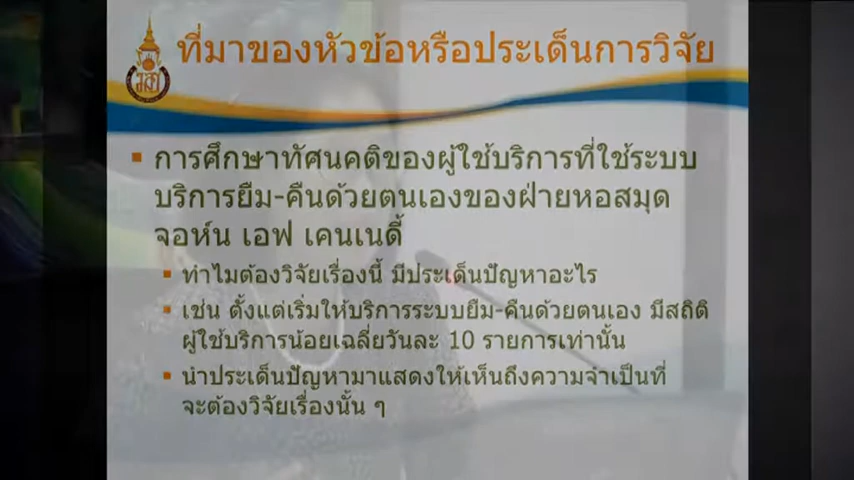 ที่มาของหัวข้อหรือประเด็นการวิจัย
การศึกษาทัศนคติของผู้ใช้บริการที่ใช้ระบบ
บริการยืม-คืนด้วยตนเองของฝ่ายหอสมุด
จอห์น เอฟ เคนเนดี้
ทำไมต้องวิจัยเรื่องนี้ มีประเด็นปัญหาอะไร
เช่น ตั้งแต่เริ่มให้บริการระบบยืม-คืนด้วยตนเอง มีสถิติ
ผู้ใช้บริการน้อยเฉลี่ยวันละ 10 รายการเท่านั้น
นำประเด็นปัญหามาแสดงให้เห็นถึงความจำเป็นที่
จะต้องวิจัยเรื่องนั้น ๆ